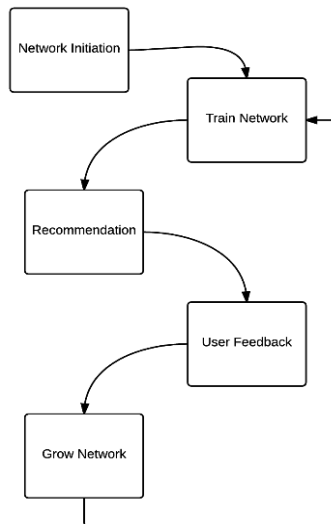 Network Initiation
Train Network
Recommendation
User Feedback
Grow Network